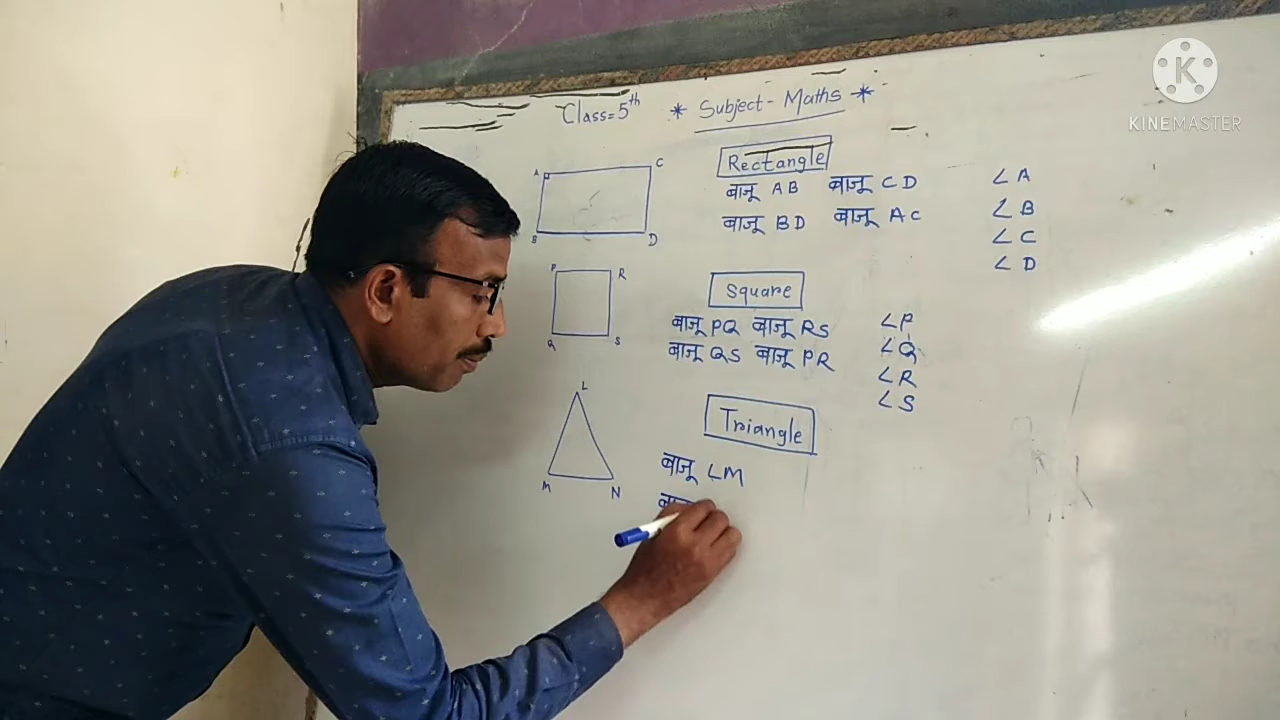 Class=5th * Subject - Maths *
KINEMASTER
A C
B D
Rectangle
बाजू AB बाजू CD
बाजू BD बाजू AC
∠A
∠B
∠C
∠D
P R
Q S
Square
बाजू PQ बाजू RS
बाजू QS बाजू PR
∠P
∠Q
∠R
∠S
L
M N
Triangle
बाजू LM